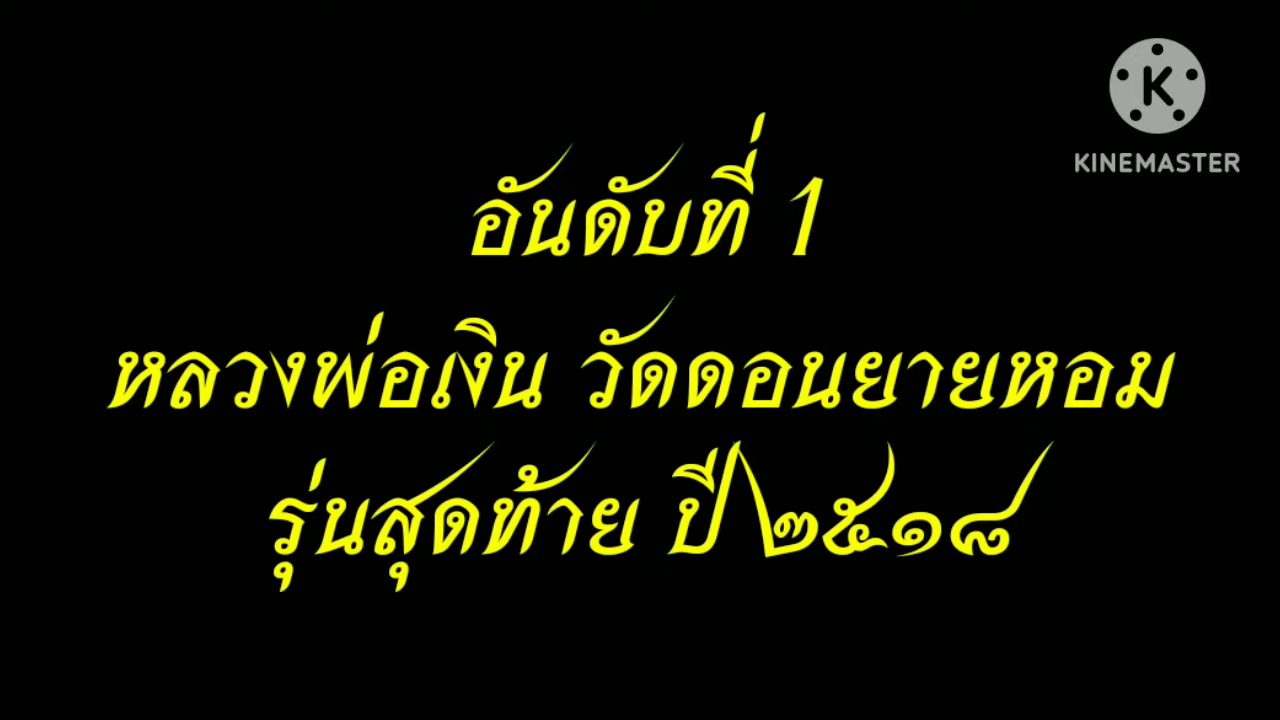 K
KINEMASTER
อันดับที่ 1
หลวงพ่อเงิน วัดดอนยายหอม
รุ่นสุดท้าย ปี ๒๕๑๘